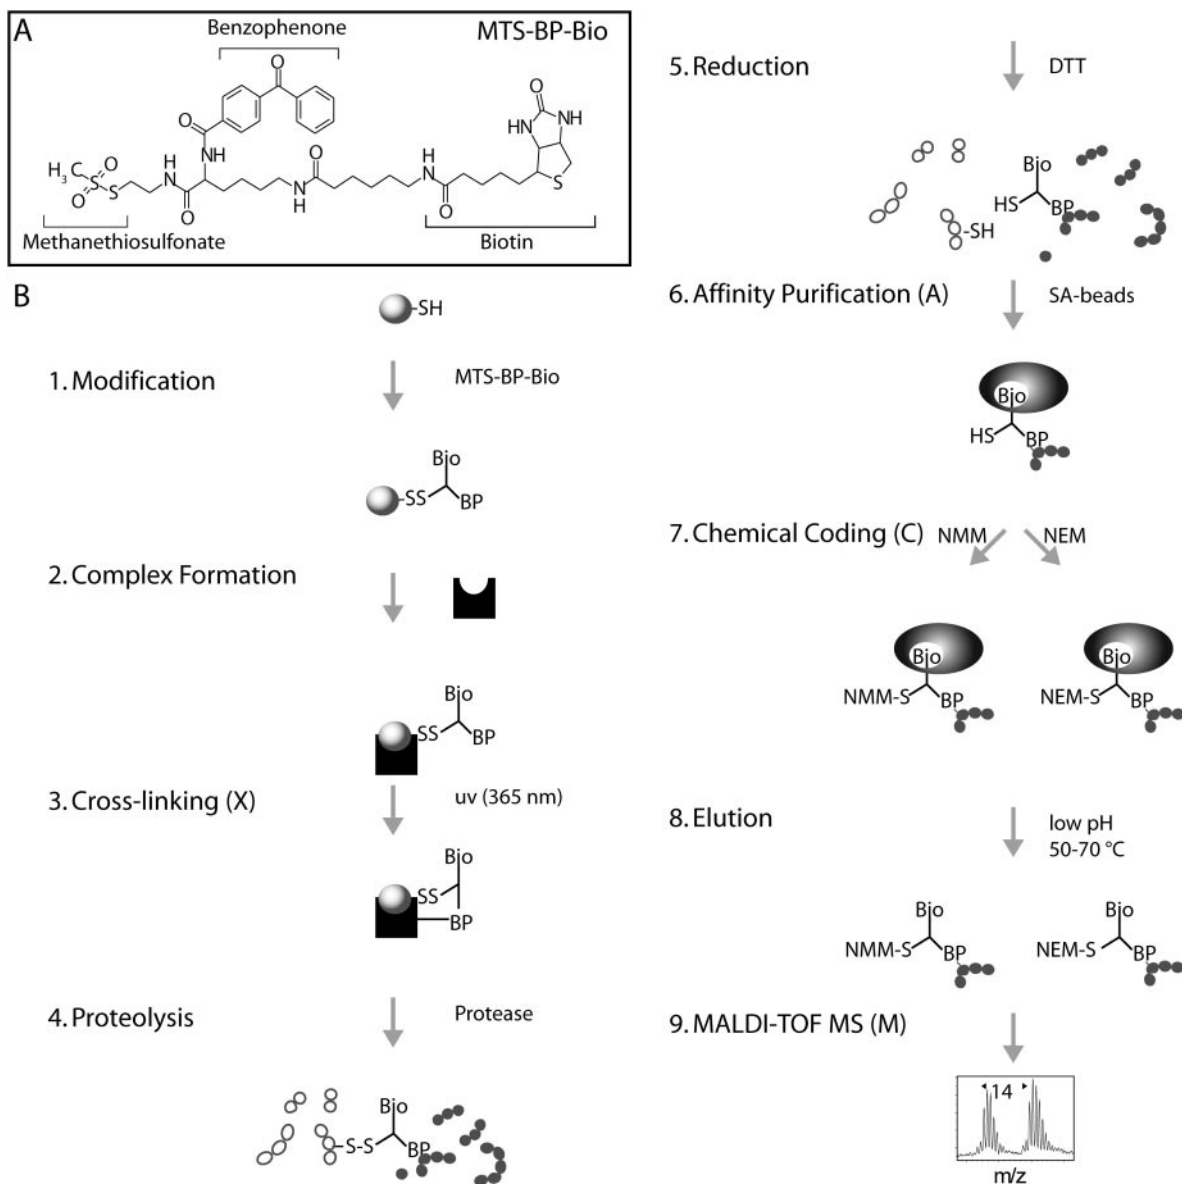 A
Benzophenone
MTS-BP-Bio
O
O
O
NH
HN
NH
H₃C
O
S
O
S
H
N
O
O
N
H
H
N
O
S
Methanethiosulfonate
Biotin
B
-SH
1. Modification
MTS-BP-Bio
Bio
-SS
BP
2. Complex Formation
Bio
SS
BP
3. Cross-linking (X)
uv (365 nm)
Bio
SS
BP
4. Proteolysis
Protease
Bio
-S-S
BP
5. Reduction
DTT
Bio
HS
BP
-SH
6. Affinity Purification (A)
SA-beads
Bio
HS
BP
7. Chemical Coding (C)
NMM
NEM
Bio
Bio
NMM-S
BP
NEM-S
BP
8. Elution
low pH
50-70 °C
Bio
Bio
NMM-S
BP
NEM-S
BP
9. MALDI-TOF MS (M)
14
m/z